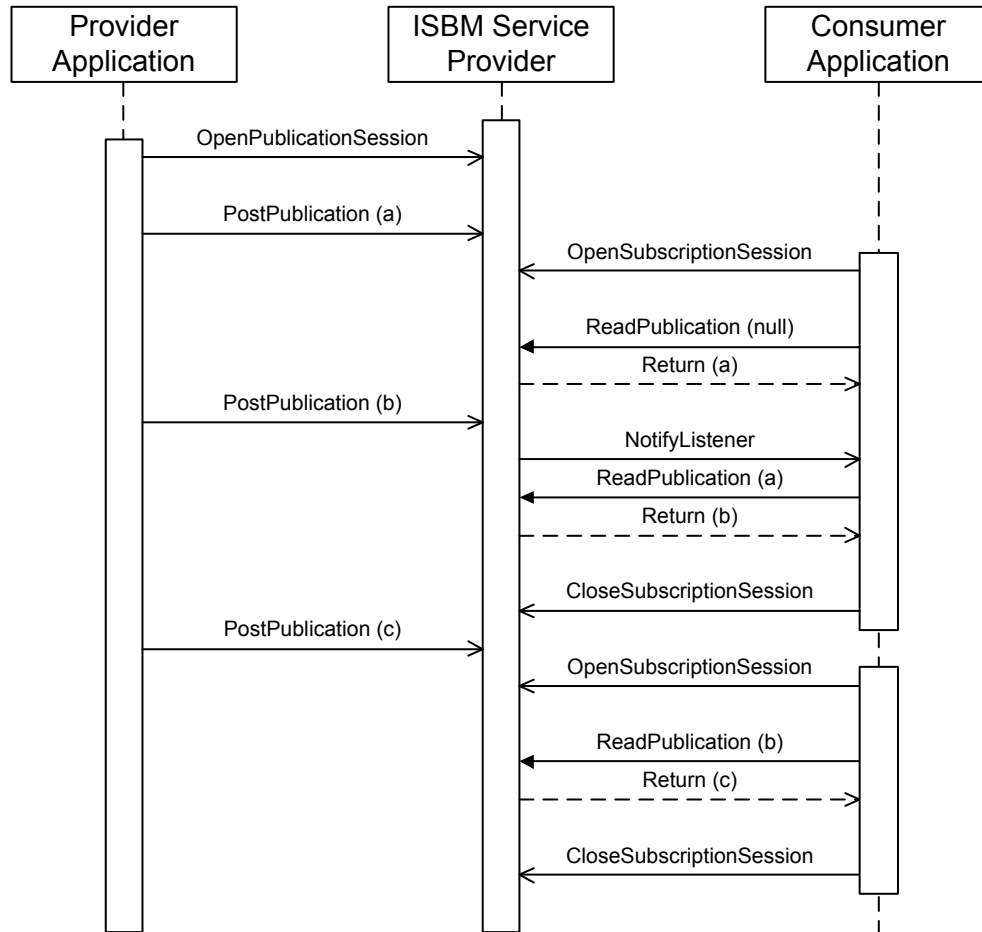 Provider
Application
ISBM Service
Provider
Consumer
Application
OpenPublicationSession
PostPublication (a)
OpenSubscriptionSession
ReadPublication (null)
Return (a)
PostPublication (b)
NotifyListener
ReadPublication (a)
Return (b)
CloseSubscriptionSession
PostPublication (c)
OpenSubscriptionSession
ReadPublication (b)
Return (c)
CloseSubscriptionSession